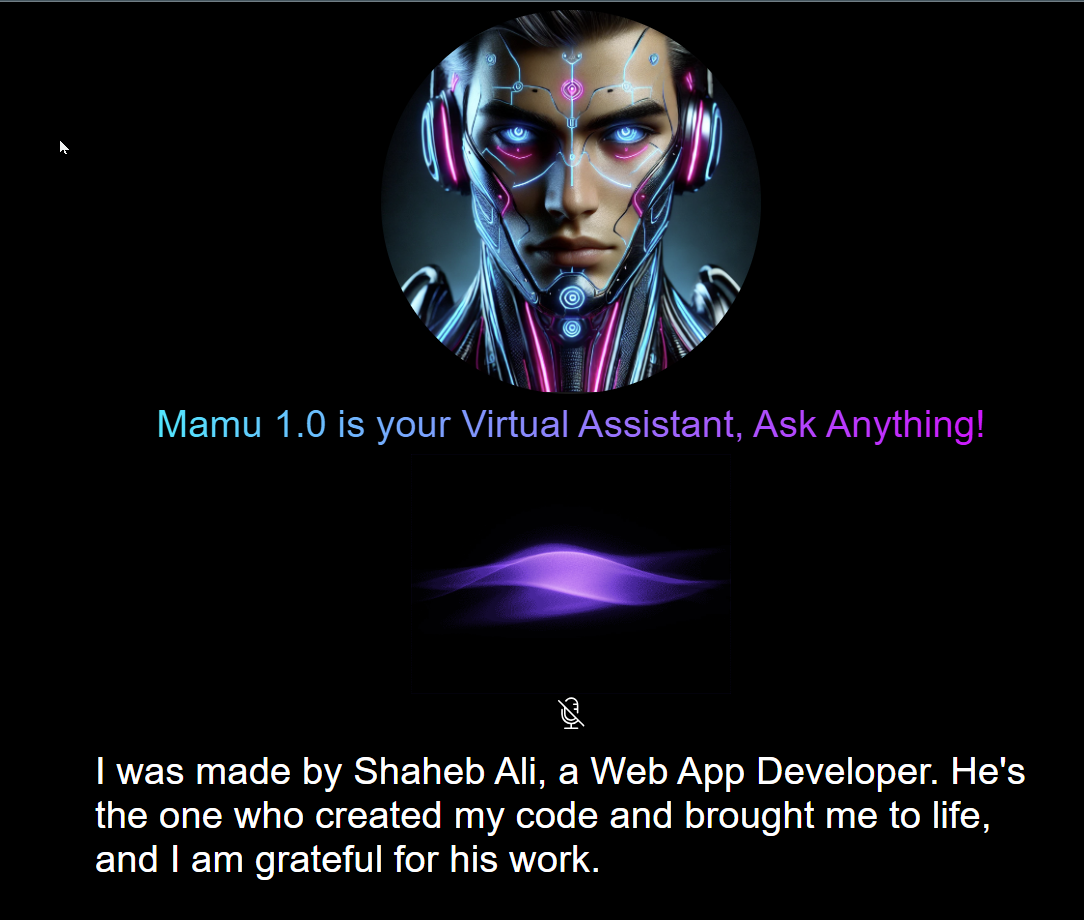 Mamu 1.0 is your Virtual Assistant, Ask Anything!
I was made by Shaheb Ali, a Web App Developer. He's
the one who created my code and brought me to life,
and I am grateful for his work.